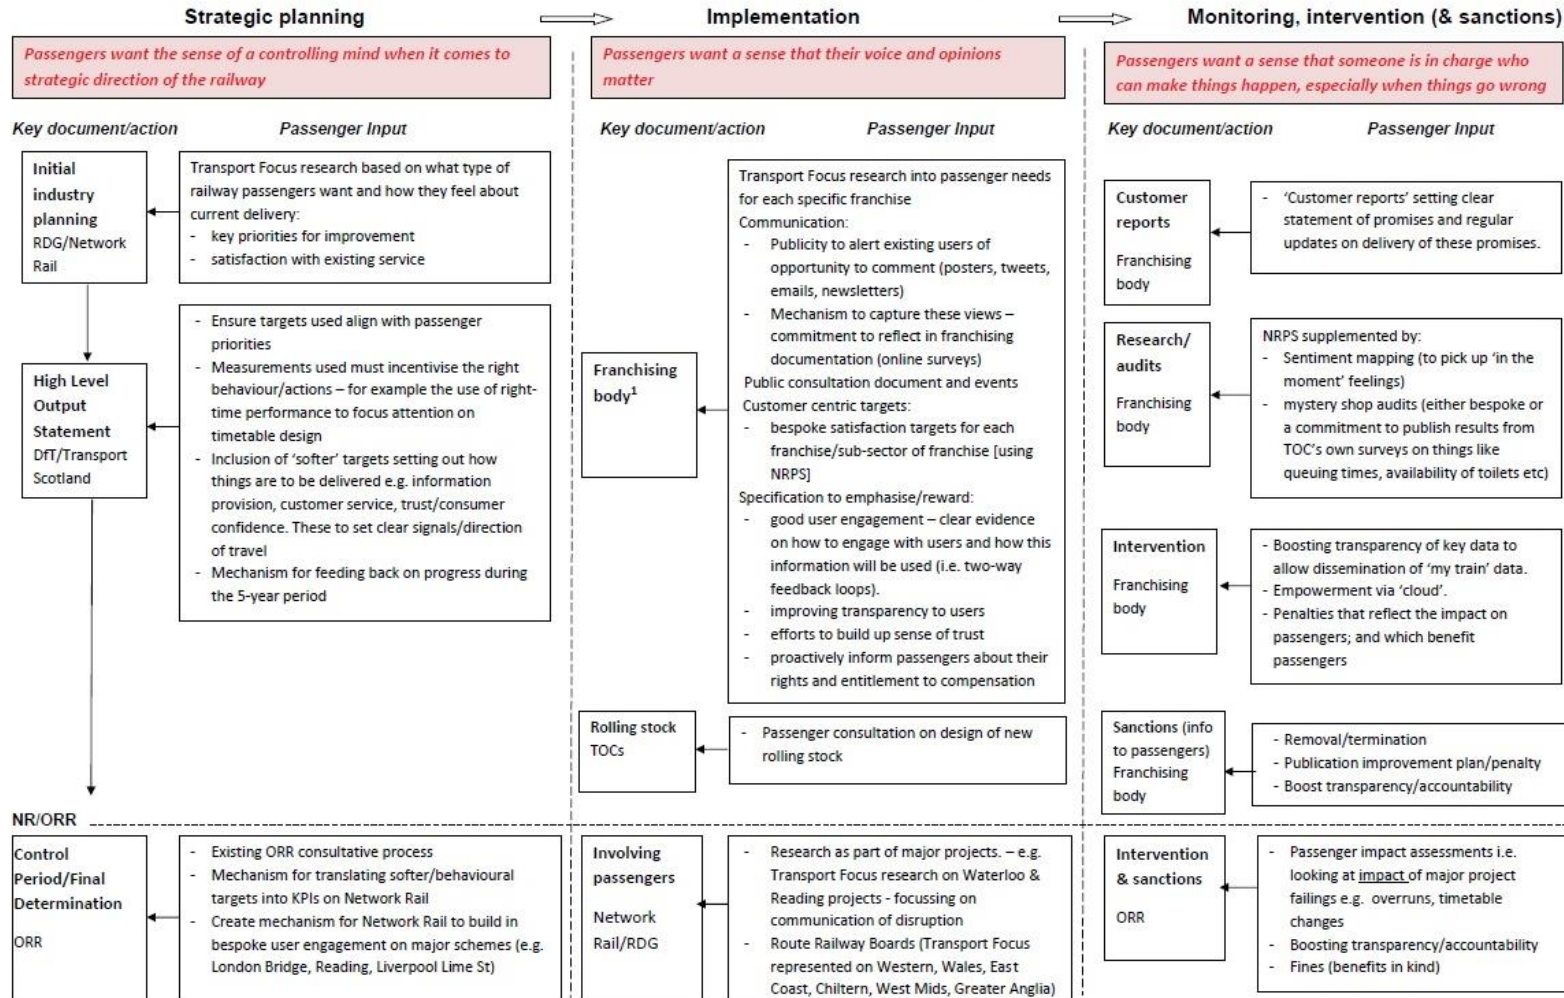 Strategic planning
Passengers want the sense of a controlling mind when it comes to
strategic direction of the railway
Key document/action
Passenger Input
Initial
industry
planning
RDG/Network
Rail
Transport Focus research based on what type of
railway passengers want and how they feel about
current delivery:
- key priorities for improvement
- satisfaction with existing service
High Level
Output
Statement
DfT/Transport
Scotland
- Ensure targets used align with passenger
priorities
- Measurements used must incentivise the right
behaviour/actions – for example the use of right-
time performance to focus attention on
timetable design
- Inclusion of ‘softer’ targets setting out how
things are to be delivered e.g. information
provision, customer service, trust/consumer
confidence. These to set clear signals/direction
of travel
- Mechanism for feeding back on progress during
the 5-year period
NR/ORR
Control
Period/Final
Determination
ORR
- Existing ORR consultative process
- Mechanism for translating softer/behavioural
targets into KPIs on Network Rail
- Create mechanism for Network Rail to build in
bespoke user engagement on major schemes (e.g.
London Bridge, Reading, Liverpool Lime St)
Implementation
Passengers want a sense that their voice and opinions
matter
Key document/action
Passenger Input
Franchising
body¹
Transport Focus research into passenger needs
for each specific franchise
Communication:
- Publicity to alert existing users of
opportunity to comment (posters, tweets,
emails, newsletters)
- Mechanism to capture these views –
commitment to reflect in franchising
documentation (online surveys)
Public consultation document and events
Customer centric targets:
- bespoke satisfaction targets for each
franchise/sub-sector of franchise [using
NRPS]
Specification to emphasise/reward:
- good user engagement – clear evidence
on how to engage with users and how this
information will be used (i.e. two-way
feedback loops).
- improving transparency to users
- efforts to build up sense of trust
- proactively inform passengers about their
rights and entitlement to compensation
Rolling stock
TOCs
- Passenger consultation on design of new
rolling stock
Involving
passengers
Network
Rail/RDG
- Research as part of major projects. – e.g.
Transport Focus research on Waterloo &
Reading projects - focussing on
communication of disruption
- Route Railway Boards (Transport Focus
represented on Western, Wales, East
Coast, Chiltern, West Mids, Greater Anglia)
Monitoring, intervention (& sanctions)
Passengers want a sense that someone is in charge who
can make things happen, especially when things go wrong
Key document/action
Passenger Input
Customer
reports
Franchising
body
- ‘Customer reports’ setting clear
statement of promises and regular
updates on delivery of these promises.
Research/
audits
Franchising
body
NRPS supplemented by:
- Sentiment mapping (to pick up ‘in the
moment’ feelings)
- mystery shop audits (either bespoke or
a commitment to publish results from
TOC’s own surveys on things like
queuing times, availability of toilets etc)
Intervention
Franchising
body
- Boosting transparency of key data to
allow dissemination of ‘my train’ data.
- Empowerment via ‘cloud’.
- Penalties that reflect the impact on
passengers; and which benefit
passengers
Sanctions (info
to passengers)
Franchising
body
- Removal/termination
- Publication improvement plan/penalty
- Boost transparency/accountability
Intervention
& sanctions
ORR
- Passenger impact assessments i.e.
looking at impact of major project
failings e.g. overruns, timetable
changes
- Boosting transparency/accountability
- Fines (benefits in kind)